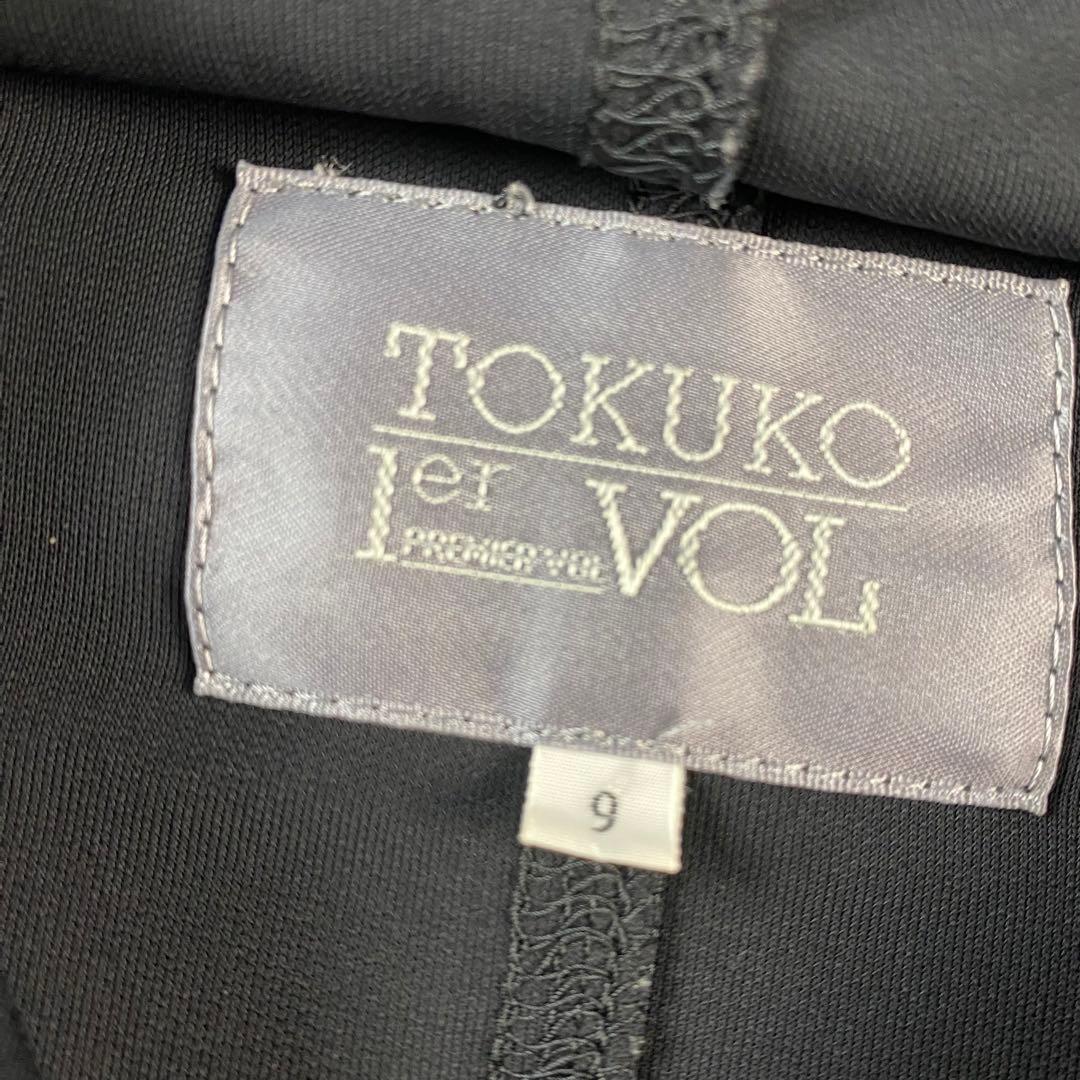 TOKUKO
1er VOL
PREMIER VOL
9